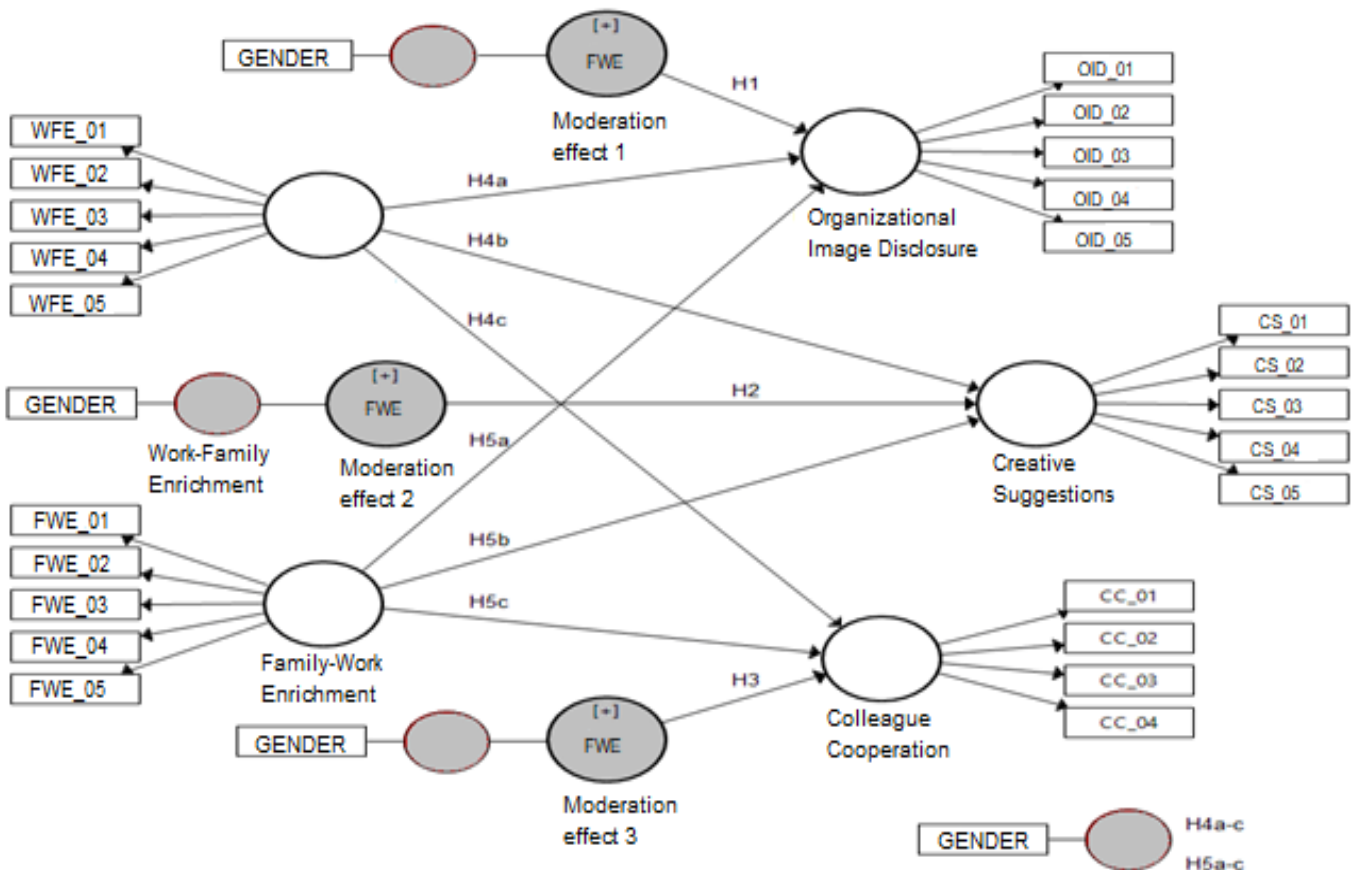 [+]
GENDER
FWE
H1
OID_01
OID_02
OID_03
OID_04
OID_05
Moderation
effect 1
WFE_01
WFE_02
WFE_03
WFE_04
WFE_05
H4a
Organizational
Image Disclosure
H4b
H4c
CS_01
CS_02
CS_03
CS_04
CS_05
GENDER
[+]
FWE
H2
Work-Family
Enrichment
Moderation
effect 2
H5a
Creative
Suggestions
FWE_01
FWE_02
FWE_03
FWE_04
FWE_05
H5b
H5c
CC_01
CC_02
CC_03
CC_04
Family-Work
Enrichment
H3
Colleague
Cooperation
GENDER
[+]
FWE
Moderation
effect 3
GENDER
H4a-c
H5a-c